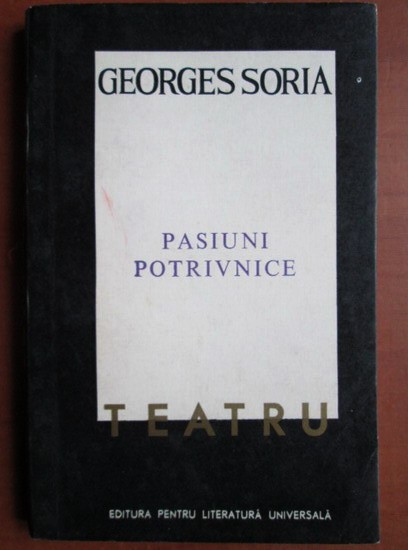 GEORGES SORIA
PASIUNI
POTRIVNICE
TEATRU
EDITURA PENTRU LITERATURĂ UNIVERSALĂ